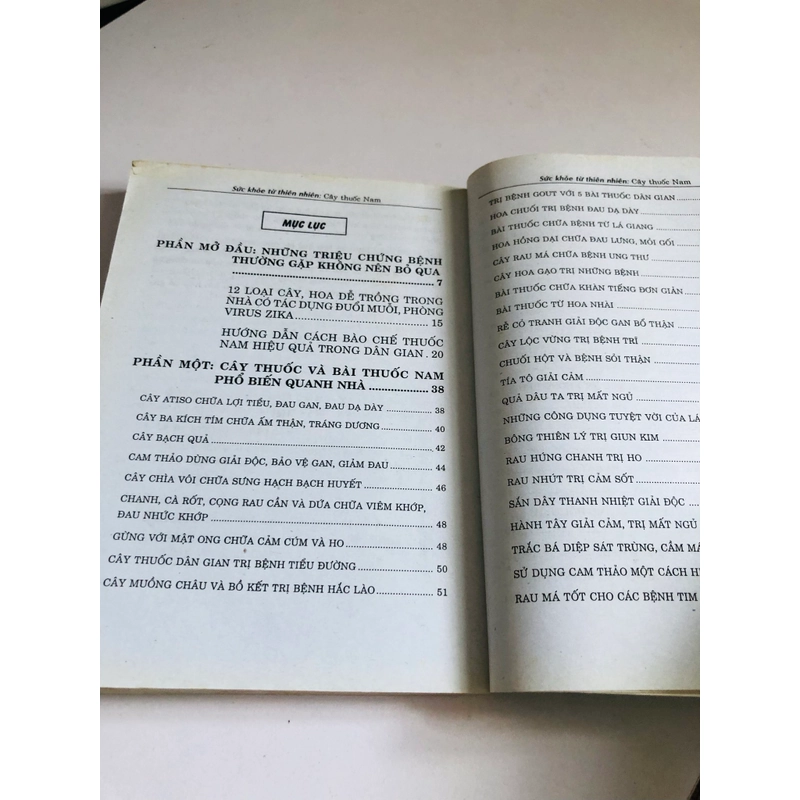 Sức khỏe từ thiên nhiên: Cây thuốc Nam
MỤC LỤC
PHẦN MỞ ĐẦU: NHỮNG TRIỆU CHỨNG BỆNH
THƯỜNG GẶP KHÔNG NÊN BỎ QUA
7
12 LOẠI CÂY, HOA DỄ TRỒNG TRONG
NHÀ CÓ TÁC DỤNG ĐUỔI MUỖI, PHÒNG
VIRUS ZIKA 15
HƯỚNG DẪN CÁCH BÀO CHẾ THUỐC
NAM HIỆU QUẢ TRONG DÂN GIAN . 20
PHẦN MỘT: CÂY THUỐC VÀ BÀI THUỐC NAM
PHỔ BIẾN QUANH NHÀ 38
CÂY ATISO CHỮA LỢI TIỂU, ĐAU GAN, ĐAU DẠ DÀY 38
CÂY BA KÍCH TÍM CHỮA ẤM THẬN, TRÁNG DƯƠNG 40
CÂY BẠCH QUẢ 42
CAM THẢO DÙNG GIẢI ĐỘC, BẢO VỆ GAN, GIẢM ĐAU 44
CÂY CHÌA VÔI CHỮA SƯNG HẠCH BẠCH HUYẾT 46
CHANH, CÀ RỐT, CỌNG RAU CẦN VÀ DỨA CHỮA VIÊM KHỚP,
ĐAU NHỨC KHỚP 48
GỪNG VỚI MẬT ONG CHỮA CẢM CÚM VÀ HO 48
CÂY THUỐC DÂN GIAN TRỊ BỆNH TIỂU ĐƯỜNG 50
CÂY MUỒNG CHÂU VÀ BỒ KẾT TRỊ BỆNH HẮC LÀO 51
Sức khỏe từ thiên nhiên: Cây thuốc Nam
TRỊ BỆNH GOUT VỚI 5 BÀI THUỐC DÂN GIAN
HOA CHUỐI TRỊ BỆNH ĐAU DẠ DÀY
BÀI THUỐC CHỮA BỆNH TỪ LÁ GIANG
HOA HỒNG DẠI CHỮA ĐAU LƯNG, MỎI GỐI
CÂY RAU MÁ CHỮA BỆNH UNG THƯ
CÂY HOA GẠO TRỊ NHỮNG BỆNH
BÀI THUỐC CHỮA KHÀN TIẾNG ĐƠN GIẢN
BÀI THUỐC TỪ HOA NHÀI
RỄ CỎ TRANH GIẢI ĐỘC GAN BỔ THẬN
CÂY LỘC VỪNG TRỊ BỆNH TRĨ
CHUỐI HỘT VÀ BỆNH SỎI THẬN
TÍA TÔ GIẢI CẢM
QUẢ DÂU TA TRỊ MẤT NGỦ
NHỮNG CÔNG DỤNG TUYỆT VỜI CỦA LÁ
BÔNG THIÊN LÝ TRỊ GIUN KIM
RAU HÚNG CHANH TRỊ HO
RAU NHÚT TRỊ CẢM SỐT
SẮN DÂY THANH NHIỆT GIẢI ĐỘC
HÀNH TÂY GIẢI CẢM, TRỊ MẤT NGỦ
TRẮC BÁ DIỆP SÁT TRÙNG, CẦM MÁ
SỬ DỤNG CAM THẢO MỘT CÁCH H
RAU MÁ TỐT CHO CÁC BỆNH TIM